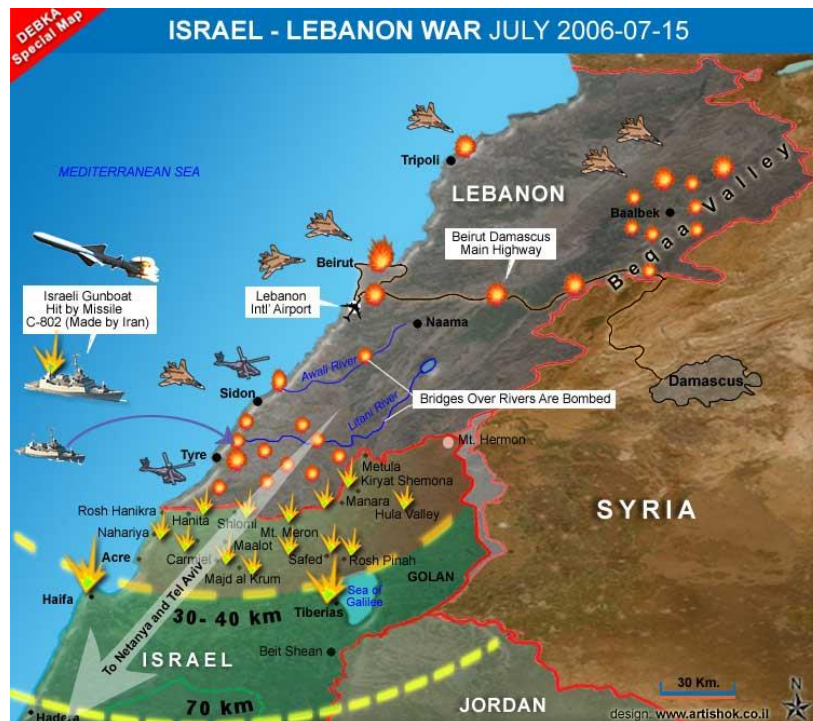 DEBKA
Special Map
ISRAEL - LEBANON WAR JULY 2006-07-15
MEDITERRANEAN SEA
Tripoli
LEBANON
Baalbek
Beqaa Valley
Beirut
Beirut Damascus
Main Highway
Israeli Gunboat
Hit by Missile
C-802 (Made by Iran)
Lebanon
Intl' Airport
Naama
Awali River
Damascus
Sidon
Litani River
Bridges Over Rivers Are Bombed
Tyre
Mt. Hermon
Metula
Kiryat Shemona
Manara
Hula Valley
SYRIA
Rosh Hanikra
Hanita
Shlomi
Nahariya
Mt. Meron
Maalot
Acre
Carmiel
Safed
Rosh Pinah
Majd al Krum
GOLAN
Haifa
30- 40 km
Tiberias
Sea of
Galilee
To Netanya and Tel Aviv
ISRAEL
Beit Shean
70 km
Hadera
JORDAN
30 Km.
N
design: www.artishok.co.il